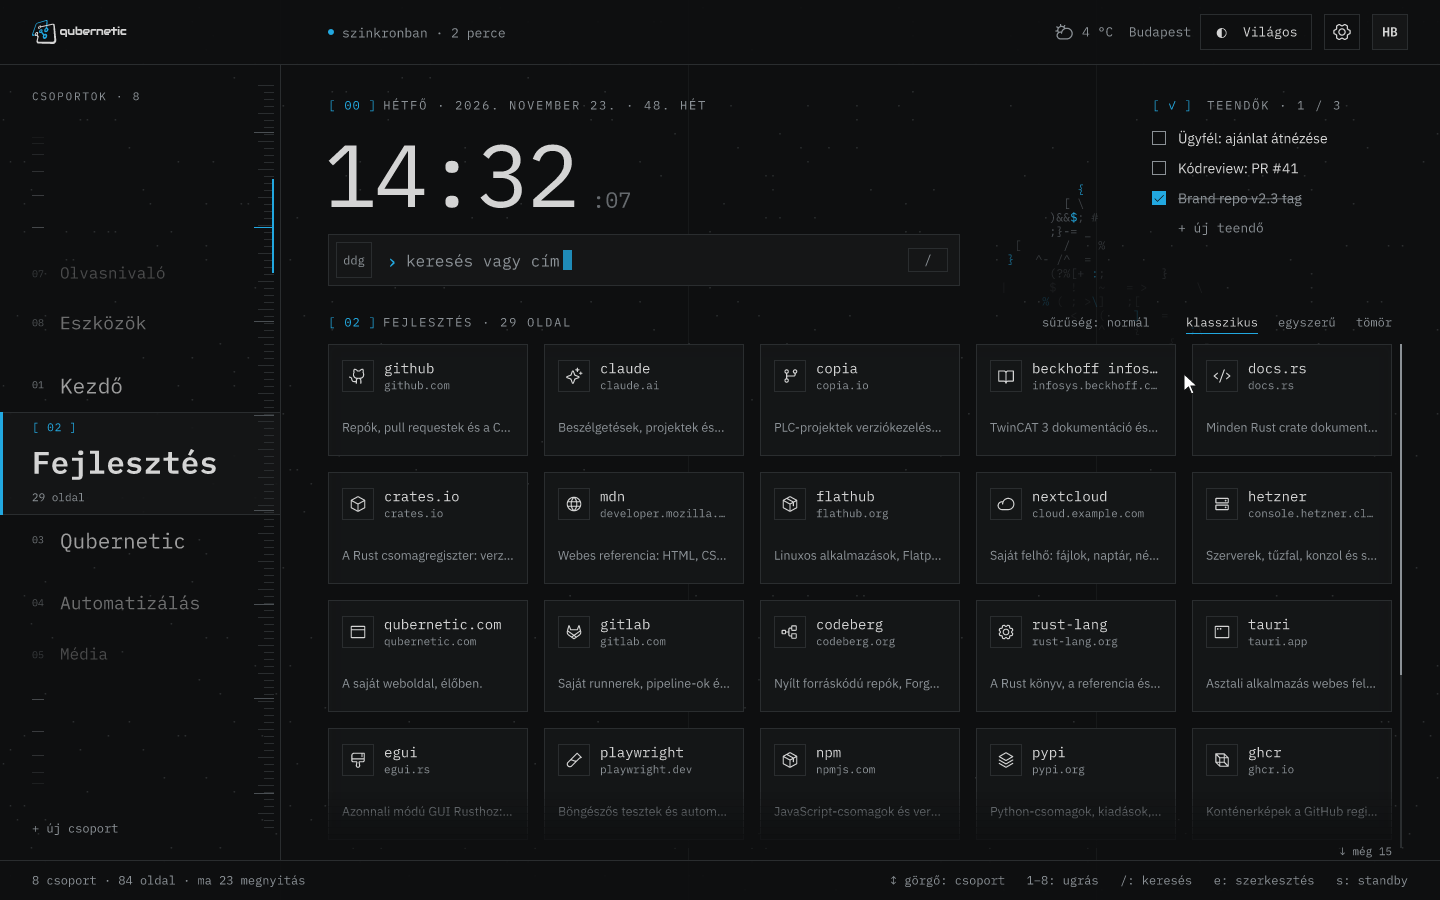 qubernetic
szinkronban · 2 perce
4 °C Budapest
Világos
HB
CSOPORTOK · 8
07 Olvasnivaló
08 Eszközök
01 Kezdő
[ 02 ]
Fejlesztés
29 oldal
03 Qubernetic
04 Automatizálás
05 Média
+ új csoport
[ 00 ] HÉTFŐ · 2026. NOVEMBER 23. · 48. HÉT
14:32 :07
ddg › keresés vagy cím /
[ √ ] TEENDŐK · 1 / 3
Ügyfél: ajánlat átnézése
Kódreview: PR #41
Brand repo v2.3 tag
+ új teendő
[ 02 ] FEJLESZTÉS · 29 OLDAL
sűrűség: normál klasszikus egyszerű tömör
github
github.com
Repók, pull requestek és a C…
claude
claude.ai
Beszélgetések, projektek és…
copia
copia.io
PLC-projektek verziókezelés…
beckhoff infos…
infosys.beckhoff.c…
TwinCAT 3 dokumentáció és…
docs.rs
docs.rs
Minden Rust crate dokument…
crates.io
crates.io
A Rust csomagregiszter: verz…
mdn
developer.mozilla.…
Webes referencia: HTML, CS…
flathub
flathub.org
Linuxos alkalmazások, Flatp…
nextcloud
cloud.example.com
Saját felhő: fájlok, naptár, né…
hetzner
console.hetzner.cl…
Szerverek, tűzfal, konzol és s…
qubernetic.com
qubernetic.com
A saját weboldal, élőben.
gitlab
gitlab.com
Saját runnerek, pipeline-ok é…
codeberg
codeberg.org
Nyílt forráskódú repók, Forg…
rust-lang
rust-lang.org
A Rust könyv, a referencia és…
tauri
tauri.app
Asztali alkalmazás webes fel…
egui
egui.rs
Azonnali módú GUI Rusthoz:…
playwright
playwright.dev
Böngészős tesztek és autom…
npm
npmjs.com
JavaScript-csomagok és ver…
pypi
pypi.org
Python-csomagok, kiadások,…
ghcr
ghcr.io
Konténerképek a GitHub regi…
↓ még 15
8 csoport · 84 oldal · ma 23 megnyitás
↕ görgő: csoport 1–8: ugrás /: keresés e: szerkesztés s: standby